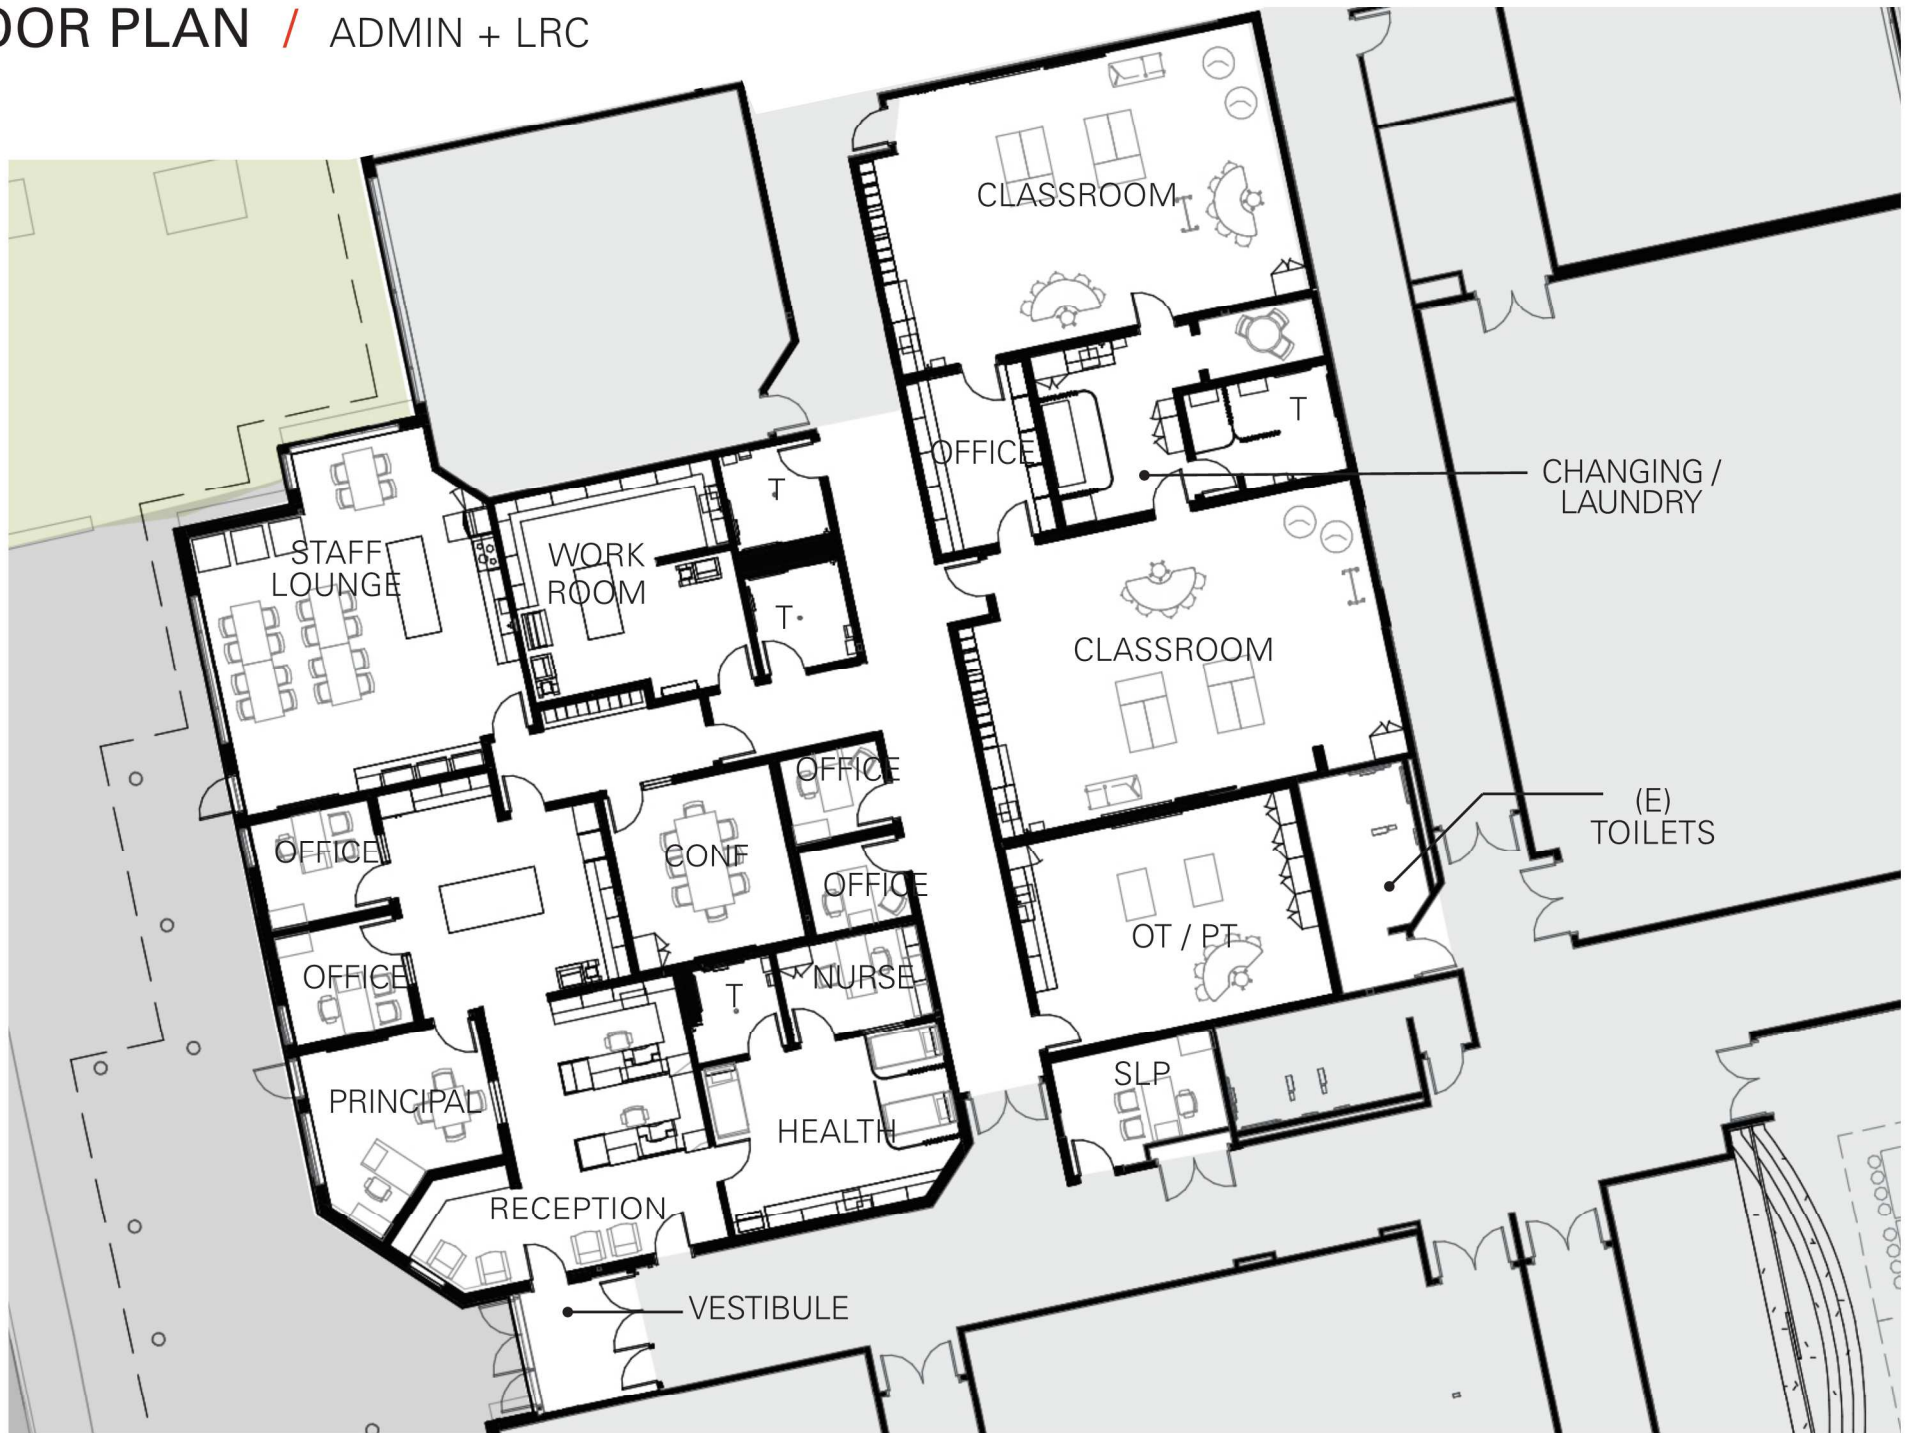 OOR PLAN / ADMIN + LRC
CLASSROOM
T
OFFICE
CHANGING /
LAUNDRY
T
STAFF
LOUNGE
WORK
ROOM
T
CLASSROOM
OFFICE
(E)
TOILETS
OFFICE
CONF
OFFICE
OT / PT
OFFICE
T
NURSE
SLP
PRINCIPAL
HEALTH
RECEPTION
VESTIBULE